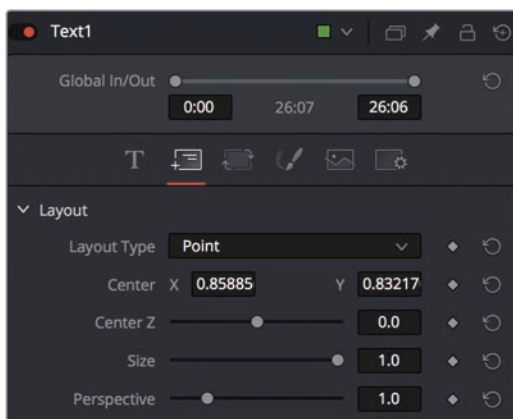 Text1
Global In/Out
0:00 26:07 26:06
T
Layout
Layout Type Point
Center X 0.85885 Y 0.83217
Center Z 0.0
Size 1.0
Perspective 1.0